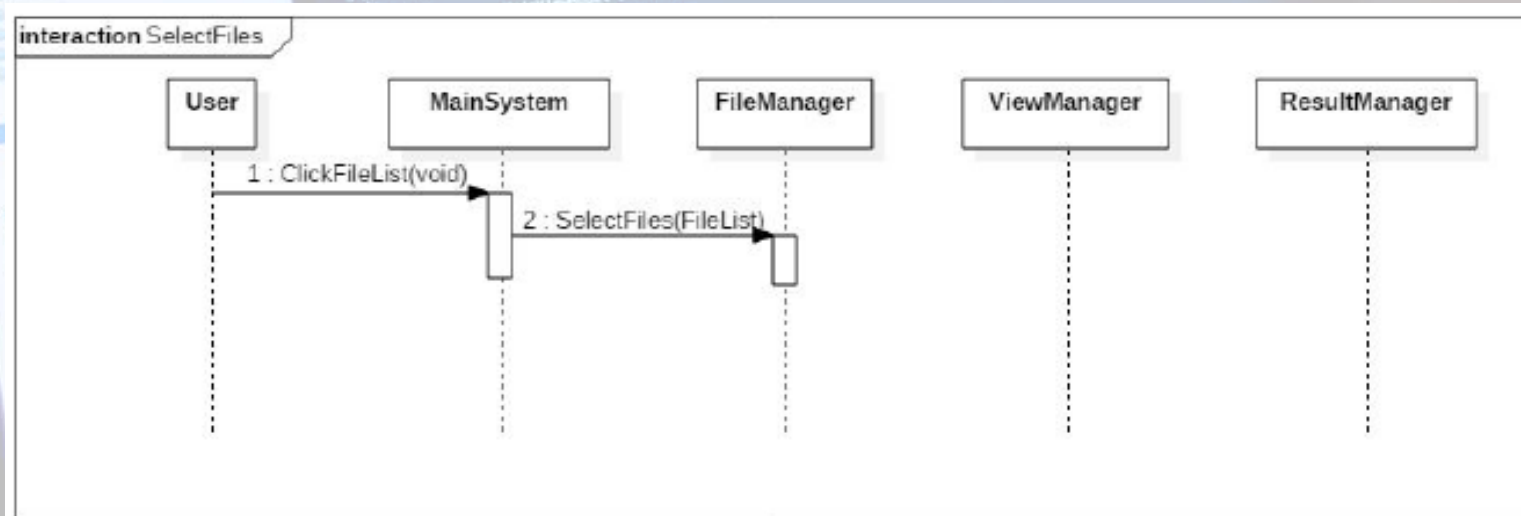 interaction SelectFiles
User
MainSystem
FileManager
ViewManager
ResultManager
1 : ClickFileList(void)
2 : SelectFiles(FileList)